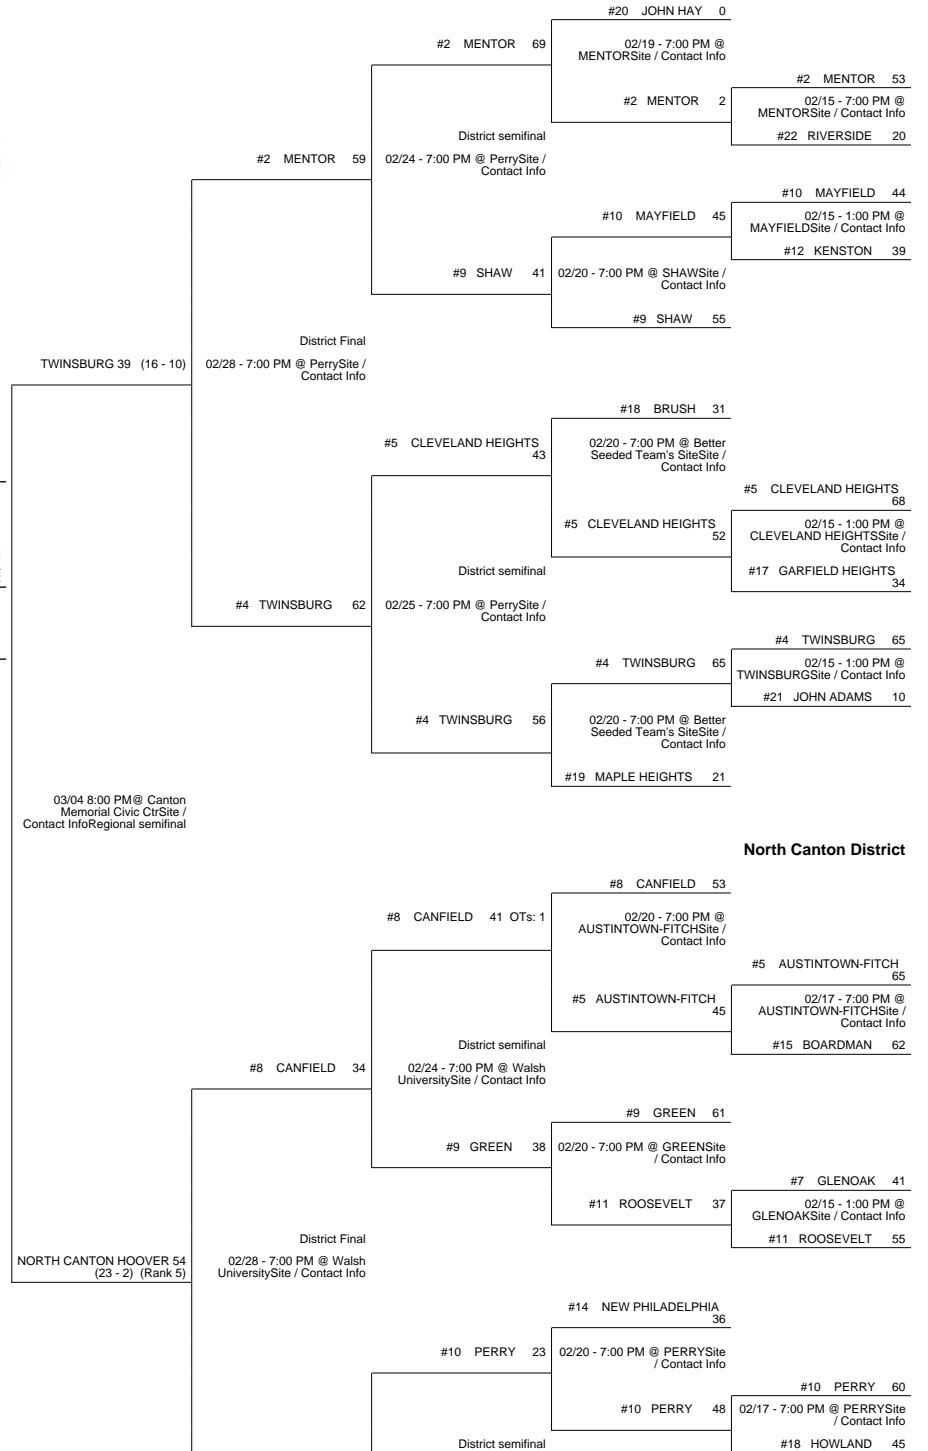 #20 JOHN HAY 0
#2 MENTOR 69
02/19 - 7:00 PM @
MENTORSite / Contact Info
#2 MENTOR 53
#2 MENTOR 2
02/15 - 7:00 PM @
MENTORSite / Contact Info
#22 RIVERSIDE 20
District semifinal
#2 MENTOR 59
02/24 - 7:00 PM @ PerrySite /
Contact Info
#10 MAYFIELD 44
#10 MAYFIELD 45
02/15 - 1:00 PM @
MAYFIELDSite / Contact Info
#12 KENSTON 39
#9 SHAW 41
02/20 - 7:00 PM @ SHAWSite /
Contact Info
#9 SHAW 55
District Final
TWINSBURG 39 (16 - 10)
02/28 - 7:00 PM @ PerrySite /
Contact Info
#18 BRUSH 31
#5 CLEVELAND HEIGHTS
43
02/20 - 7:00 PM @ Better
Seeded Team's SiteSite /
Contact Info
#5 CLEVELAND HEIGHTS
68
#5 CLEVELAND HEIGHTS
52
02/15 - 1:00 PM @
CLEVELAND HEIGHTSSite /
Contact Info
#17 GARFIELD HEIGHTS
34
District semifinal
#4 TWINSBURG 62
02/25 - 7:00 PM @ PerrySite /
Contact Info
#4 TWINSBURG 65
#4 TWINSBURG 65
02/15 - 1:00 PM @
TWINSBURGSite / Contact Info
#21 JOHN ADAMS 10
#4 TWINSBURG 56
02/20 - 7:00 PM @ Better
Seeded Team's SiteSite /
Contact Info
#19 MAPLE HEIGHTS 21
03/04 8:00 PM@ Canton
Memorial Civic CtrSite /
Contact InfoRegional semifinal
North Canton District
#8 CANFIELD 53
#8 CANFIELD 41 OTs: 1
02/20 - 7:00 PM @
AUSTINTOWN-FITCHSite /
Contact Info
#5 AUSTINTOWN-FITCH
65
#5 AUSTINTOWN-FITCH
45
02/17 - 7:00 PM @
AUSTINTOWN-FITCHSite /
Contact Info
#15 BOARDMAN 62
District semifinal
#8 CANFIELD 34
02/24 - 7:00 PM @ Walsh
UniversitySite / Contact Info
#9 GREEN 61
#9 GREEN 38
02/20 - 7:00 PM @ GREENSite
/ Contact Info
#7 GLENOAK 41
#11 ROOSEVELT 37
02/15 - 1:00 PM @
GLENOAKSite / Contact Info
#11 ROOSEVELT 55
District Final
NORTH CANTON HOOVER 54
(23 - 2) (Rank 5)
02/28 - 7:00 PM @ Walsh
UniversitySite / Contact Info
#14 NEW PHILADELPHIA
36
#10 PERRY 23
02/20 - 7:00 PM @ PERRYSite
/ Contact Info
#10 PERRY 60
#10 PERRY 48
02/17 - 7:00 PM @ PERRYSite
/ Contact Info
#18 HOWLAND 45
District semifinal